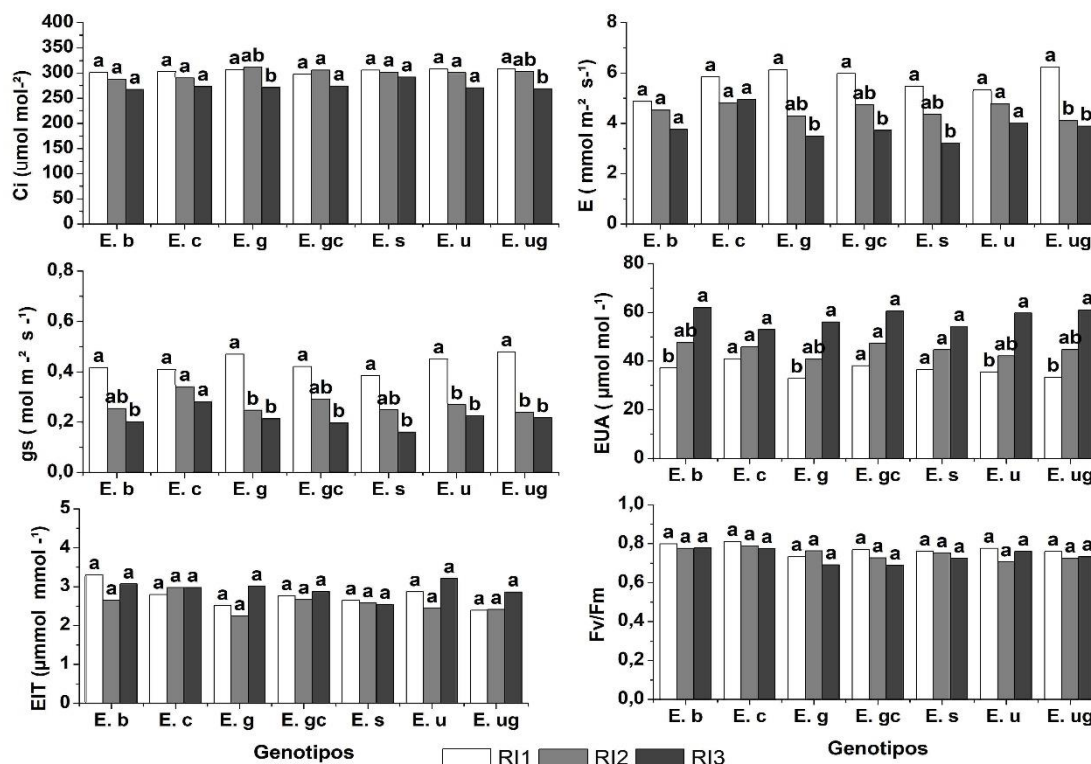 400
350
300
250
200
150
100
50
0
Ci (umol mol-²)
a a a a a a a ab b a a a a a a a a a a ab b
E. b E. c E. g E. gc E. s E. u E. ug
8
6
4
2
0
E ( mmol m-² s-¹)
a a a a a a a ab b a ab b a ab b a a a a b b
E. b E. c E. g E. gc E. s E. u E. ug
0,8
0,6
0,4
0,2
0,0
gs ( mol m -² s -¹)
a ab b a a a a b b a ab b a ab b a b b a b b
E. b E. c E. g E. gc E. s E. u E. ug
80
60
40
20
0
EUA ( µmol mol -¹)
b ab a a a a b ab a a a a a a a b ab a b ab a
E. b E. c E. g E. gc E. s E. u E. ug
5
4
3
2
1
0
EIT (µmmol mmol -¹)
a a a a a a a a a a a a a a a a a a a a a
E. b E. c E. g E. gc E. s E. u E. ug
Genotipos
1,0
0,8
0,6
0,4
0,2
0,0
Fv/Fm
a a a a a a a a a a a a a a a a a a a a a
E. b E. c E. g E. gc E. s E. u E. ug
Genotipos
RI1 RI2 RI3